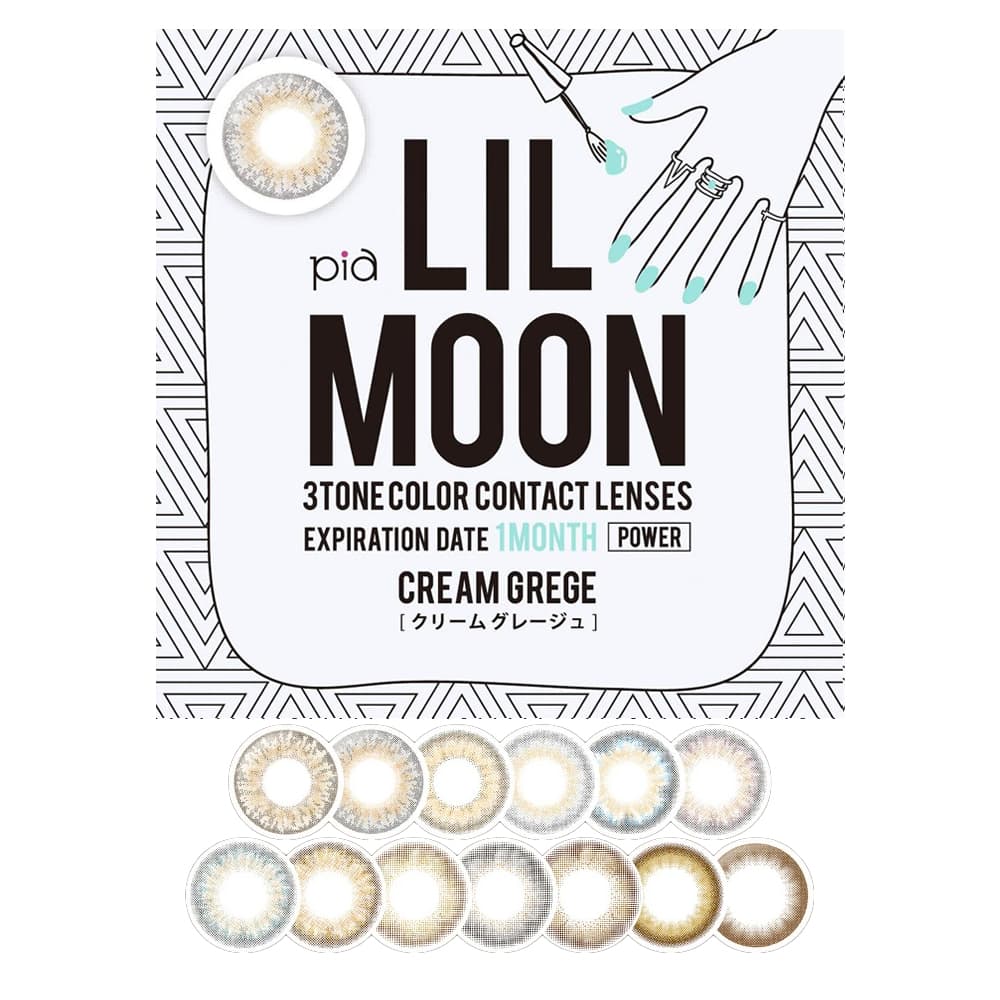 pià LIL
MOON
3TONE COLOR CONTACT LENSES
EXPIRATION DATE 1MONTH POWER
CREAM GREGE
[クリームグレージュ]